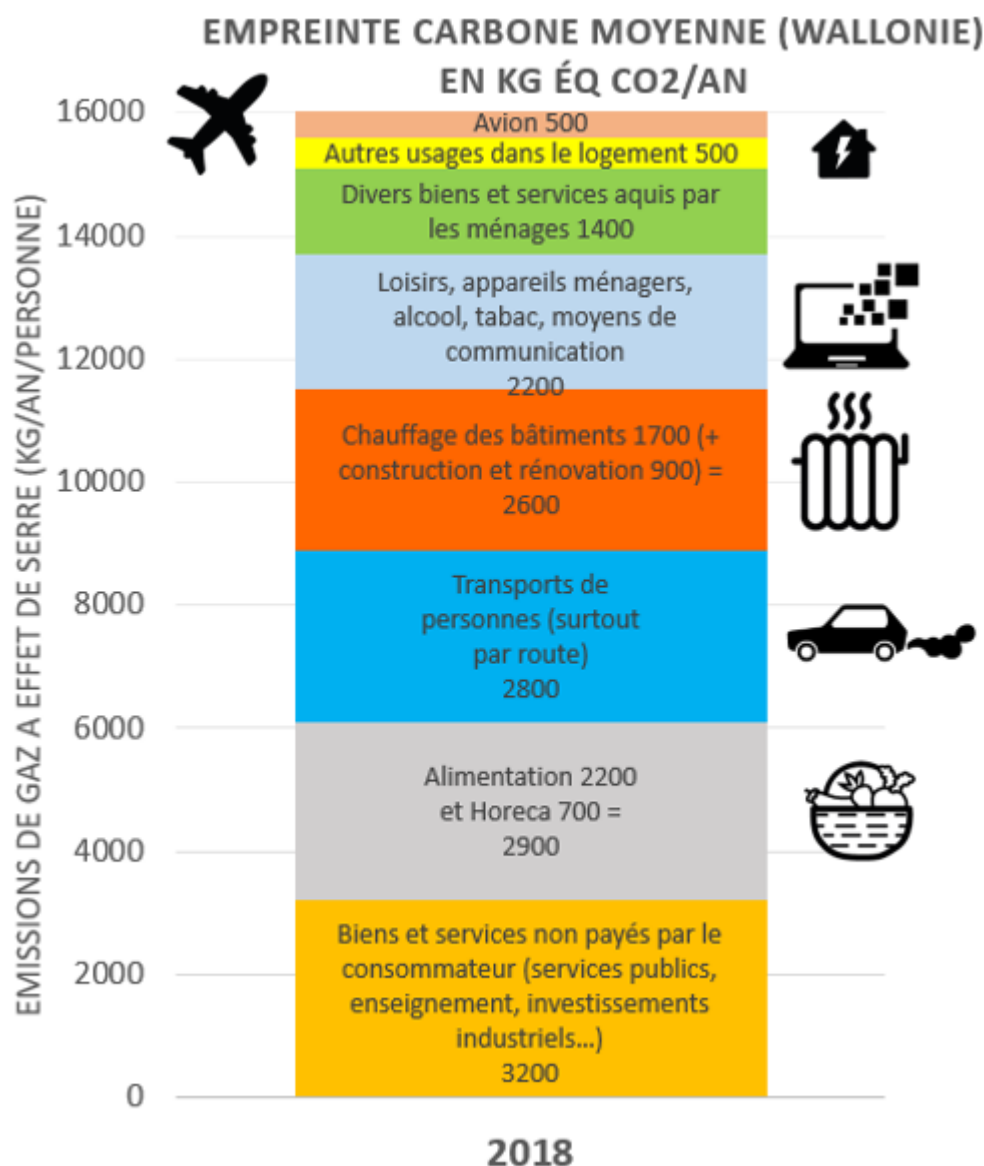 EMPREINTE CARBONE MOYENNE (WALLONIE)
EN KG ÉQ CO2/AN
EMISSIONS DE GAZ A EFFET DE SERRE (KG/AN/PERSONNE)
16000
14000
12000
10000
8000
6000
4000
2000
0
Avion 500
Autres usages dans le logement 500
Divers biens et services aquis par
les ménages 1400
Loisirs, appareils ménagers,
alcool, tabac, moyens de
communication
2200
Chauffage des bâtiments 1700 (+
construction et rénovation 900) =
2600
Transports de
personnes (surtout
par route)
2800
Alimentation 2200
et Horeca 700 =
2900
Biens et services non payés par le
consommateur (services publics,
enseignement, investissements
industriels...)
3200
2018